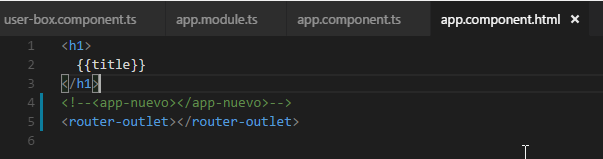 user-box.component.ts app.module.ts app.component.ts app.component.html ×
1 <h1>
2 {{title}}
3 </h1>
4 <!--<app-nuevo></app-nuevo>-->
5 <router-outlet></router-outlet>
6